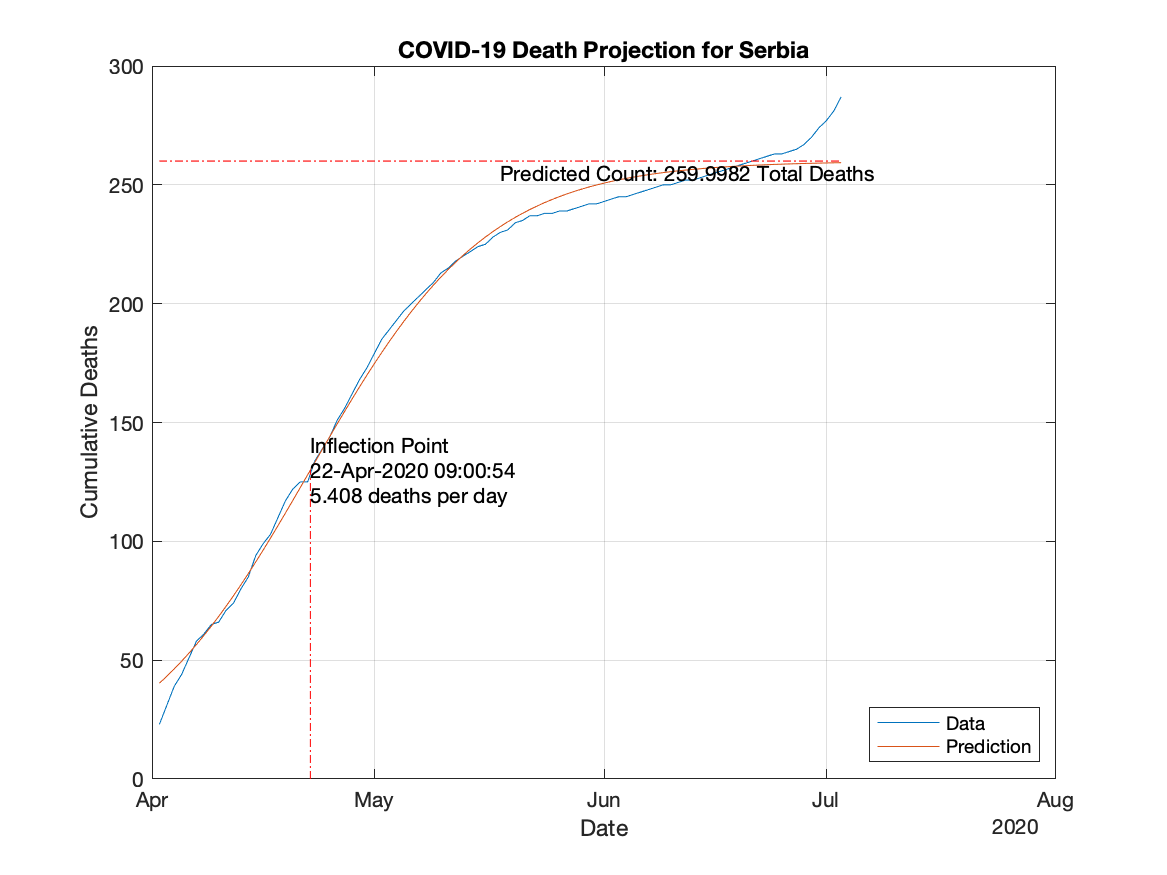 COVID-19 Death Projection for Serbia
300
250
200
150
100
50
0
Cumulative Deaths
Predicted Count: 259.9982 Total Deaths
Inflection Point
22-Apr-2020 09:00:54
5.408 deaths per day
Data
Prediction
Apr May Jun Jul Aug
Date
2020